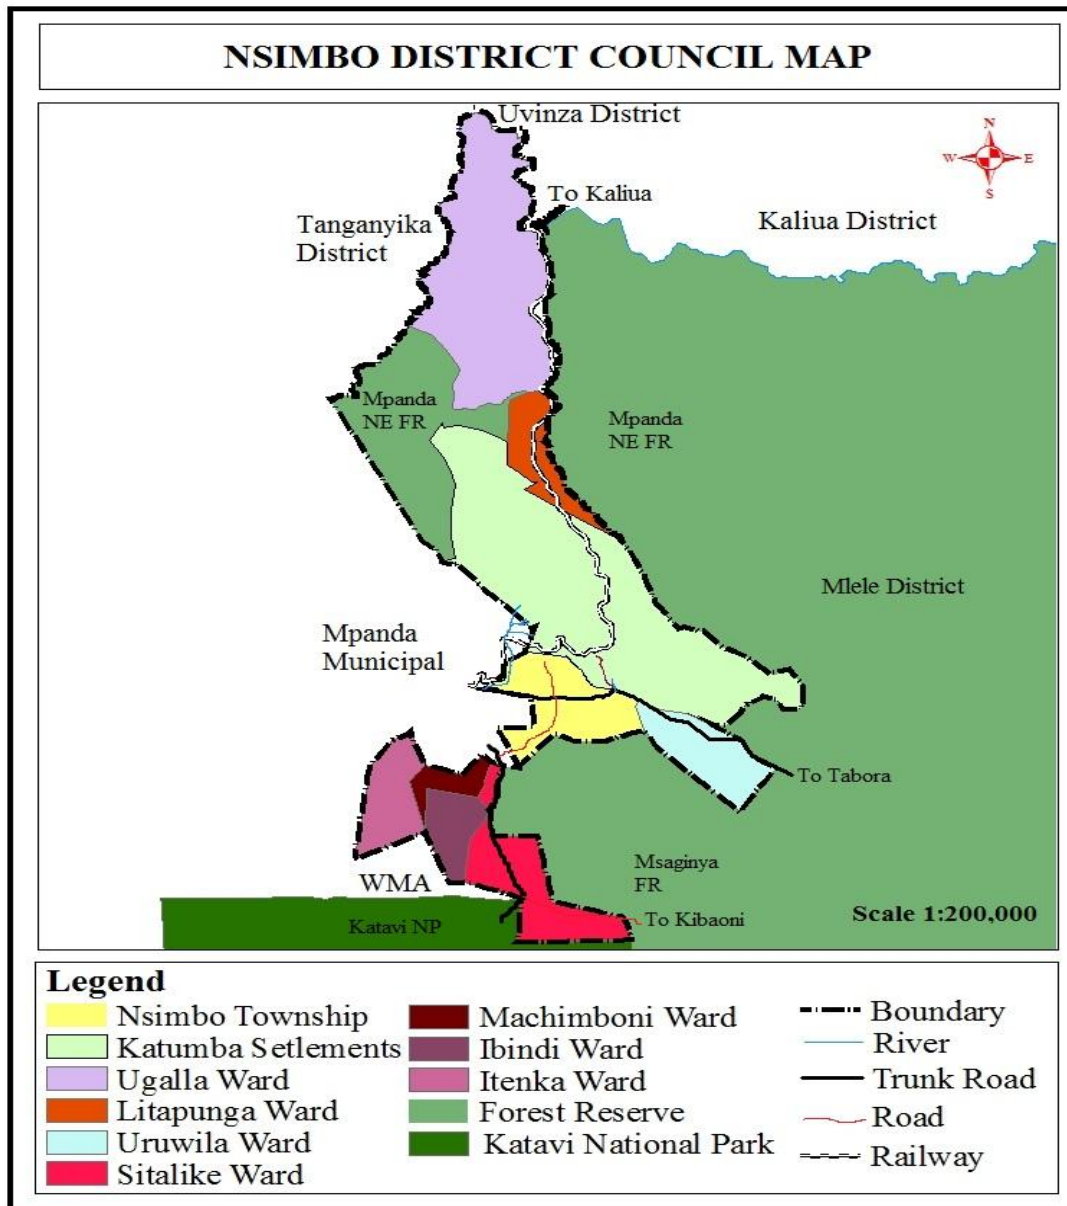 NSIMBO DISTRICT COUNCIL MAP
Uvinza District
N
W E
S
To Kaliua
Tanganyika
District
Kaliua District
Mpanda
NE FR
Mpanda
NE FR
Mlele District
Mpanda
Municipal
To Tabora
Msaginya
FR
WMA
Katavi NP
To Kibaoni
Scale 1:200,000
Legend
Nsimbo Township
Katumba Setlements
Ugalla Ward
Litapunga Ward
Uruwila Ward
Sitalike Ward
Machimboni Ward
Ibindi Ward
Itenka Ward
Forest Reserve
Katavi National Park
Boundary
River
Trunk Road
Road
Railway